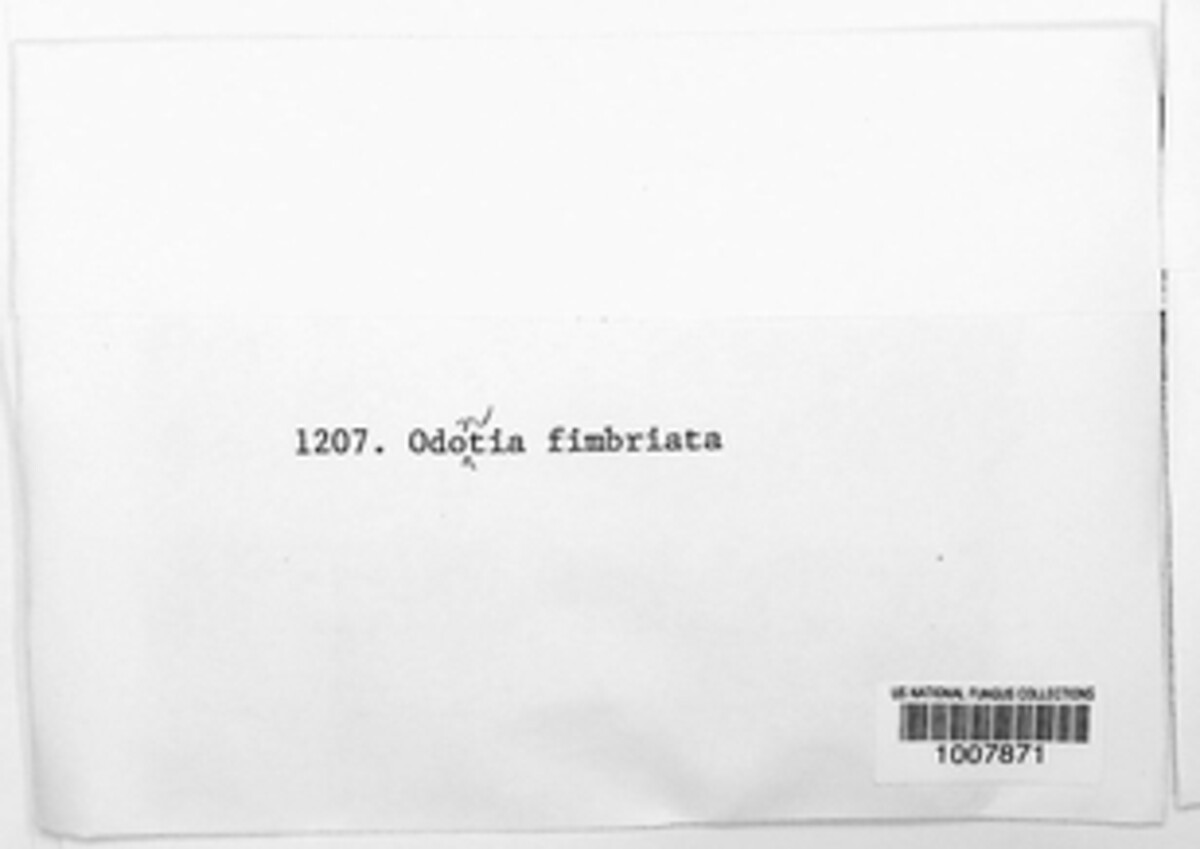 n
1207. Odotia fimbriata
US NATIONAL FUNGUS COLLECTIONS
1007871